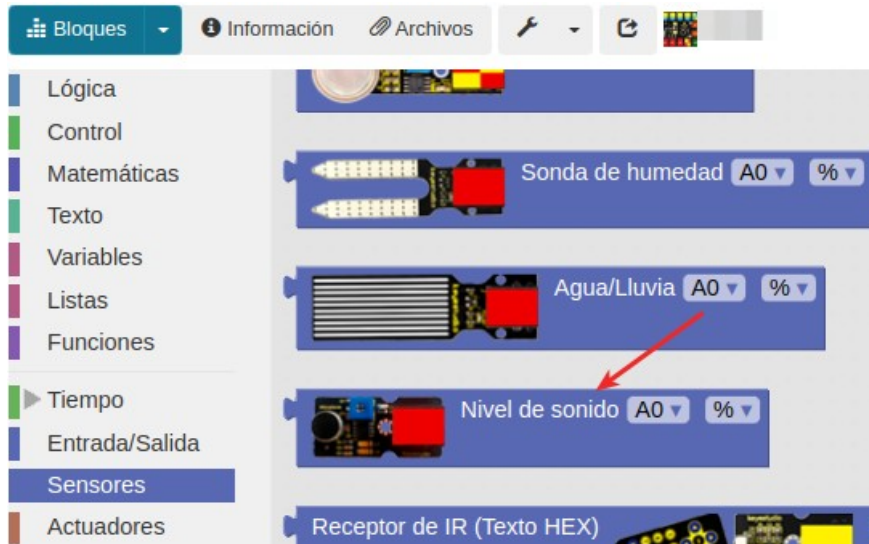 Bloques
Información
Archivos
Lógica
Control
Matemáticas
Texto
Variables
Listas
Funciones
Tiempo
Entrada/Salida
Sensores
Actuadores
Sonda de humedad A0 %
Agua/Lluvia A0 %
Nivel de sonido A0 %
Receptor de IR (Texto HEX)